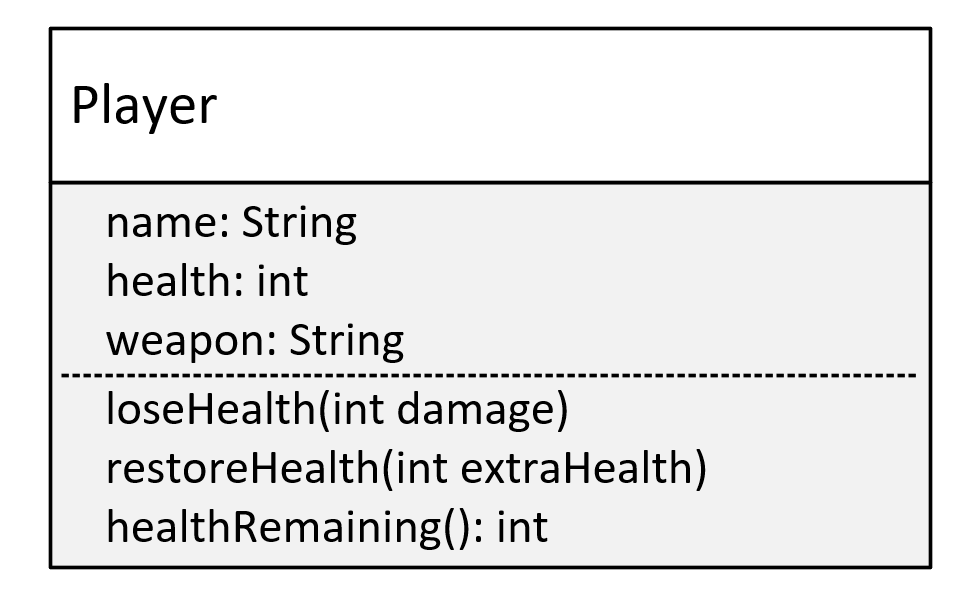 Player
name: String
health: int
weapon: String
loseHealth(int damage)
restoreHealth(int extraHealth)
healthRemaining(): int